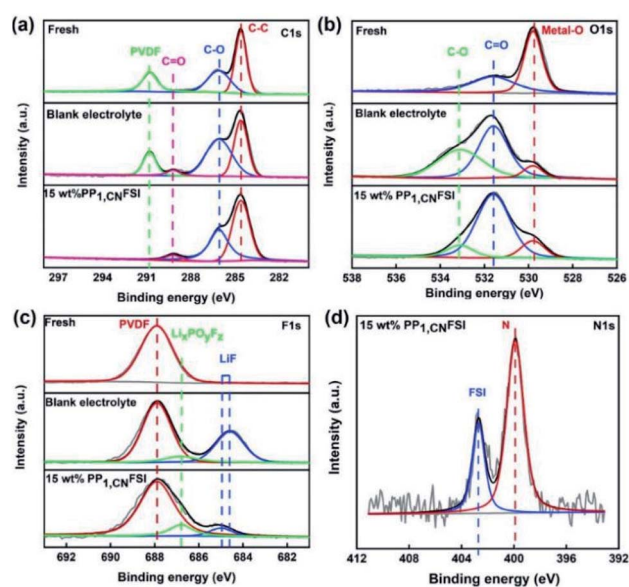 (a)
Fresh
C-C
C1s
PVDF
C=O
C-O
Blank electrolyte
15 wt%PP1,CNFSI
Intensity (a.u.)
297 294 291 288 285 282 280
Binding energy (eV)
(b)
Fresh
Metal-O
O1s
C-O
C=O
Blank electrolyte
15 wt% PP1,CNFSI
Intensity (a.u.)
538 536 534 532 530 528 526
Binding energy (eV)
(c)
Fresh
PVDF
LixPOyFz
LiF
F1s
Blank electrolyte
15 wt% PP1,CNFSI
Intensity (a.u.)
692 690 688 686 684 682
Binding energy (eV)
(d)
15 wt% PP1,CNFSI
N
N1s
FSI
Intensity (a.u.)
412 408 404 400 396 392
Binding energy (eV)